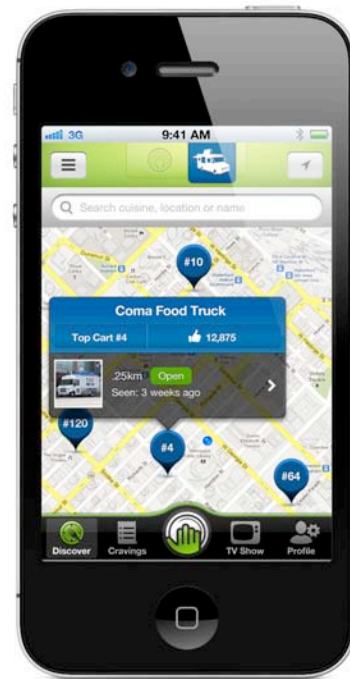 3G 9:41 AM
Search cuisine, location or name
#10
Coma Food Truck
Top Cart #4 12,875
.25km Open
Seen: 3 weeks ago
#120
#4
#64
Discover Cravings TV Show Profile